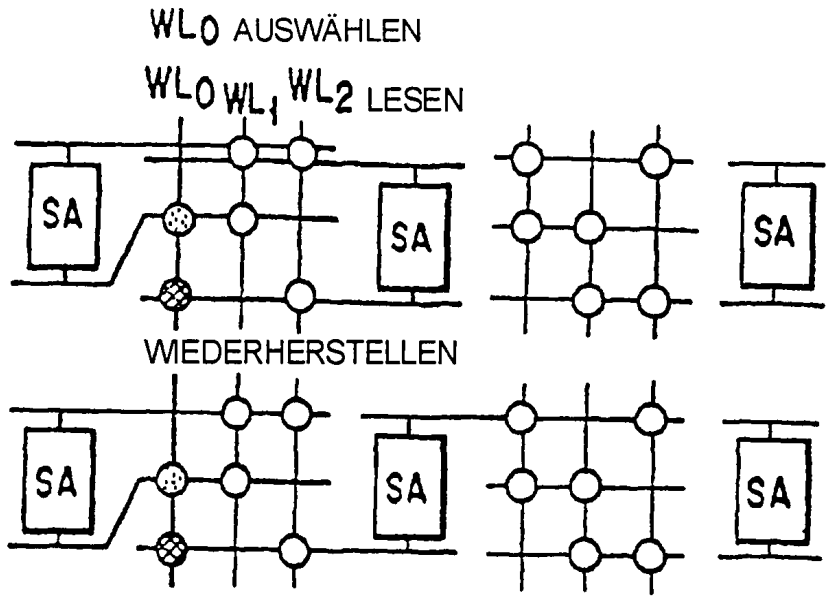 WL0 AUSWÄHLEN
WL0 WL1 WL2 LESEN
SA SA SA
WIEDERHERSTELLEN
SA SA SA